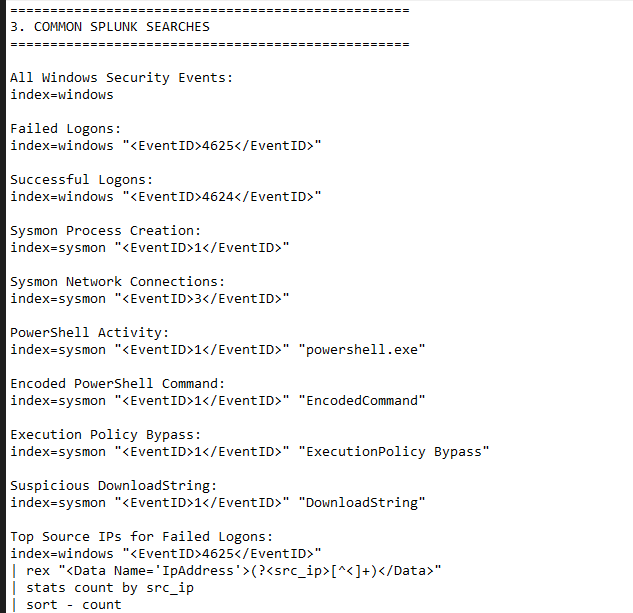 ==================================================
3. COMMON SPLUNK SEARCHES
==================================================
All Windows Security Events:
index=windows
Failed Logons:
index=windows "<EventID>4625</EventID>"
Successful Logons:
index=windows "<EventID>4624</EventID>"
Sysmon Process Creation:
index=sysmon "<EventID>1</EventID>"
Sysmon Network Connections:
index=sysmon "<EventID>3</EventID>"
PowerShell Activity:
index=sysmon "<EventID>1</EventID>" "powershell.exe"
Encoded PowerShell Command:
index=sysmon "<EventID>1</EventID>" "EncodedCommand"
Execution Policy Bypass:
index=sysmon "<EventID>1</EventID>" "ExecutionPolicy Bypass"
Suspicious DownloadString:
index=sysmon "<EventID>1</EventID>" "DownloadString"
Top Source IPs for Failed Logons:
index=windows "<EventID>4625</EventID>"
| rex "<Data Name='IpAddress'>(?<src_ip>[^<]+)</Data>"
| stats count by src_ip
| sort - count